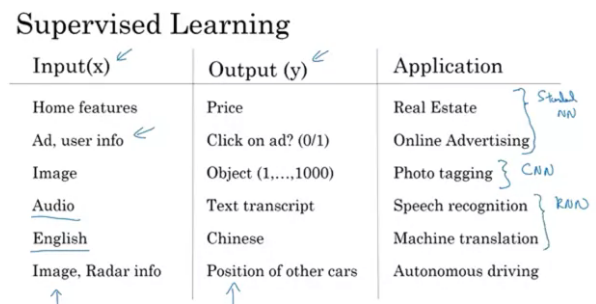 Supervised Learning
Input(x) Output (y) Application
Home features Price Real Estate
Standard
NN
Ad, user info Click on ad? (0/1) Online Advertising
Image Object (1,…,1000) Photo tagging CNN
Audio Text transcript Speech recognition RNN
English Chinese Machine translation
Image, Radar info Position of other cars Autonomous driving